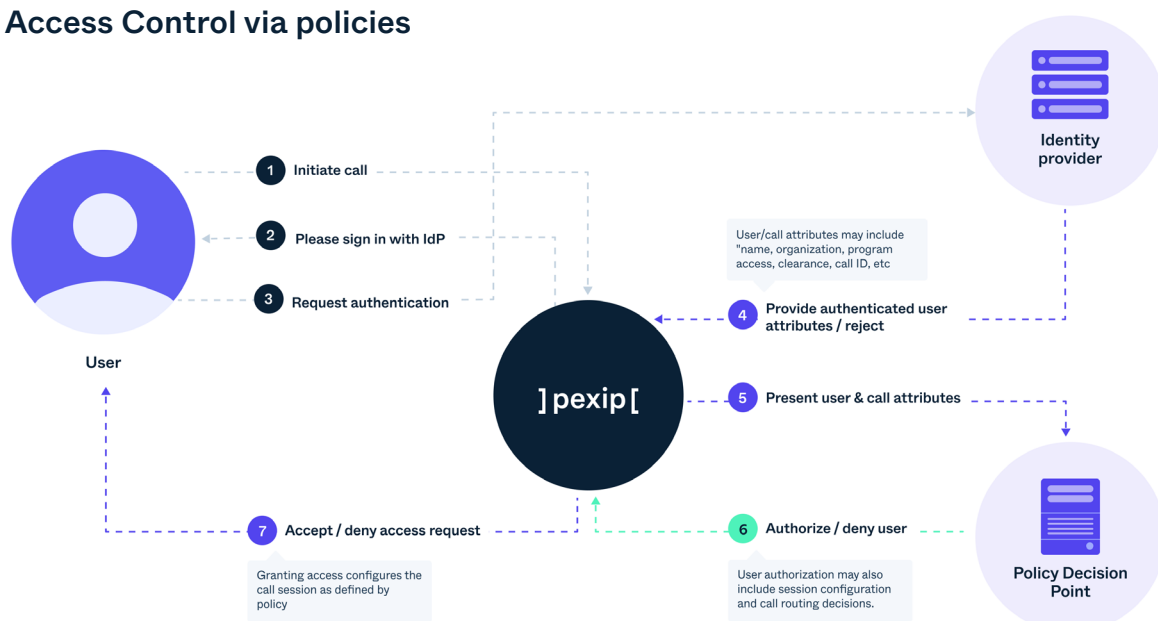 Access Control via policies
Identity
provider
1 Initiate call
2 Please sign in with IdP
3 Request authentication
User
User/call attributes may include
"name, organization, program
access, clearance, call ID, etc
4 Provide authenticated user
attributes / reject
]pexip[
5 Present user & call attributes
6 Authorize / deny user
User authorization may also
include session configuration
and call routing decisions.
7 Accept / deny access request
Granting access configures the
call session as defined by
policy
Policy Decision
Point